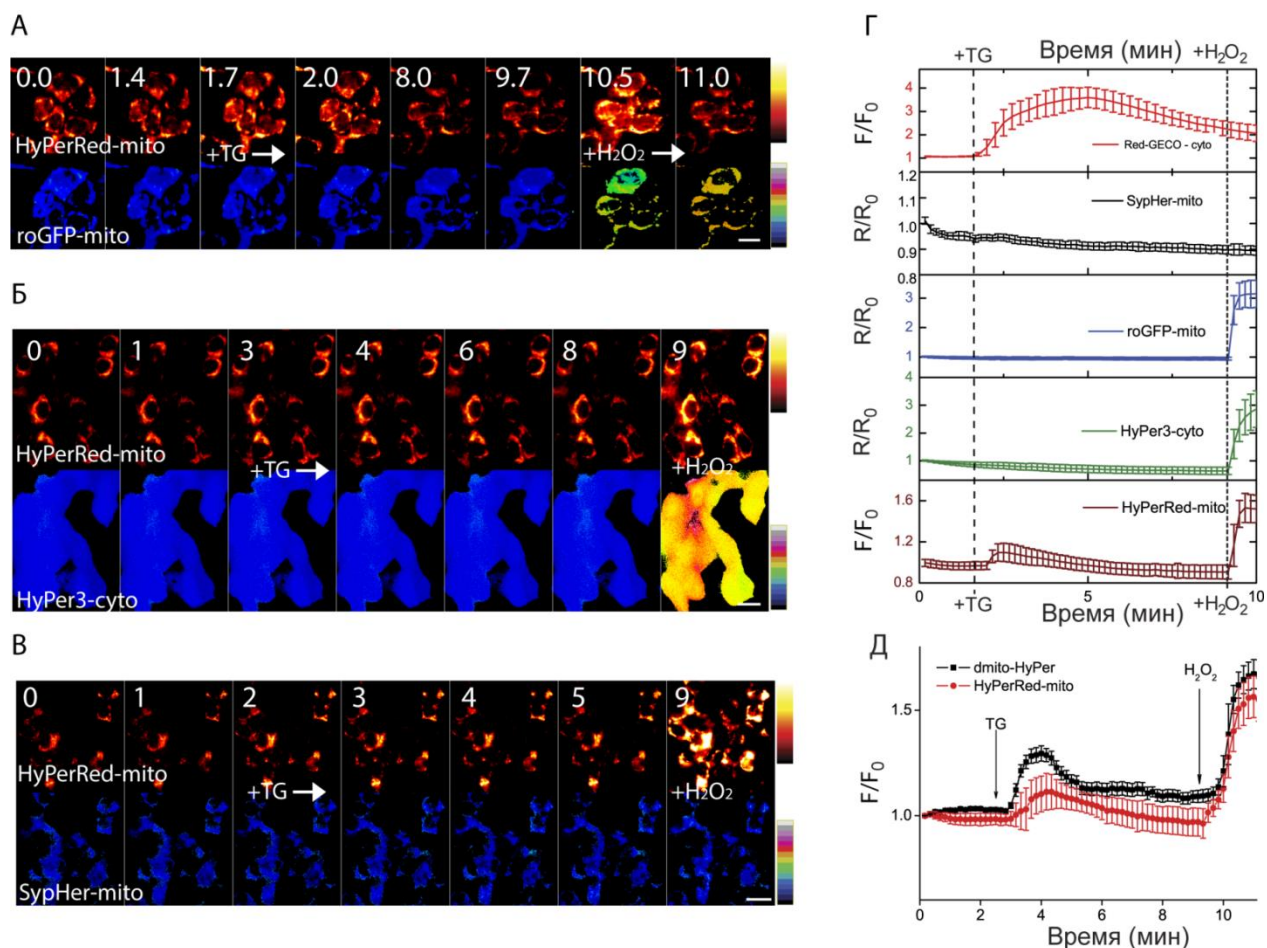 А
0.0 1.4 1.7 2.0 8.0 9.7 10.5 11.0
HyPerRed-mito
+TG
+H₂O₂
roGFP-mito
Б
0 1 3 4 6 8 9
HyPerRed-mito
+TG
+H₂O₂
HyPer3-cyto
В
0 1 2 3 4 5 9
HyPerRed-mito
+TG
+H₂O₂
SypHer-mito
Г
+TG Время (мин) +H₂O₂
F/F₀
4
3
2
1
Red-GECO - cyto
R/R₀
1.2
1.1
1.0
0.9
0.8
SypHer-mito
R/R₀
3
2
1
roGFP-mito
R/R₀
4
3
2
1
HyPer3-cyto
F/F₀
1.6
1.2
0.8
HyPerRed-mito
0 5 10
+TG Время (мин) +H₂O₂
Д
dmito-HyPer
HyPerRed-mito
H₂O₂
TG
F/F₀
1.5
1.0
0 2 4 6 8 10
Время (мин)